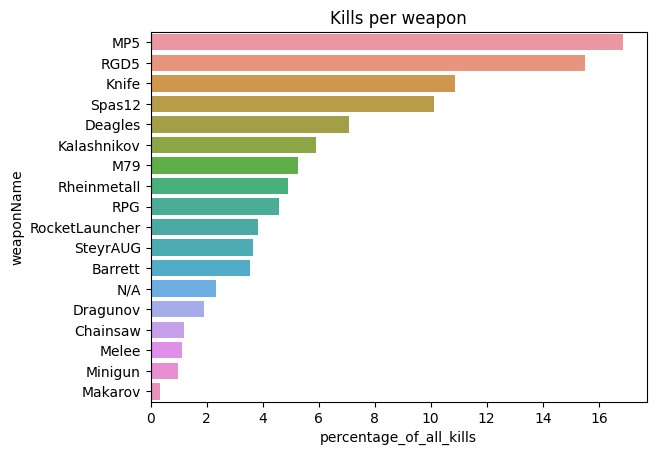 Kills per weapon
weaponName
MP5
RGD5
Knife
Spas12
Deagles
Kalashnikov
M79
Rheinmetall
RPG
RocketLauncher
SteyrAUG
Barrett
N/A
Dragunov
Chainsaw
Melee
Minigun
Makarov
0 2 4 6 8 10 12 14 16
percentage_of_all_kills